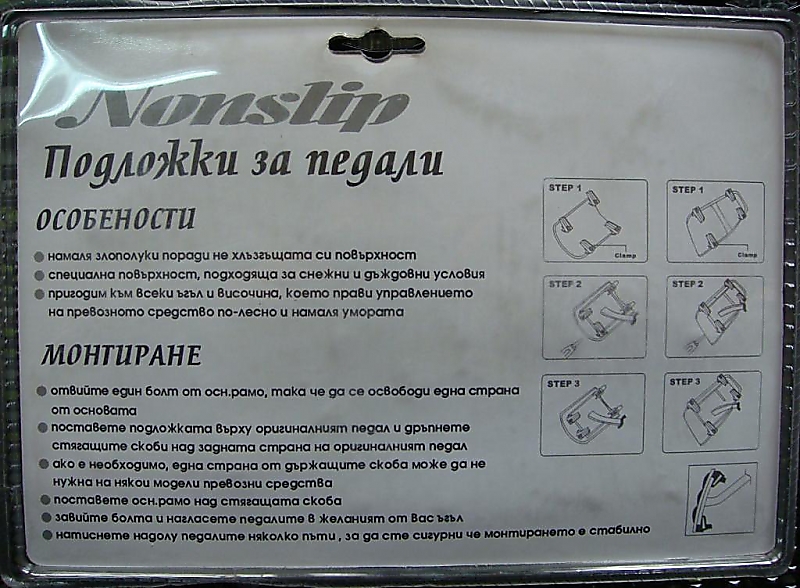 Nonslip
Подложки за педали
ОСОБЕНОСТИ
намаля злополуки поради не хлъзгъщата си повърхност
специална повърхност, подходяща за снежни и дъждовни условия
пригодим към всеки ъгъл и височина, което прави управлението
на превозното средство по-лесно и намаля умората
МОНТИРАНЕ
отвийте един болт от осн.рамо, така че да се освободи една страна
от основата
поставете подложката върху оригиналният педал и дръпнете
стягащите скоби над задната страна на оригиналният педал
ако е необходимо, една страна от държащите скоба може да не
нужна на някои модели превозни средства
поставете осн.рамо над стягащата скоба
завийте болта и нагласете педалите в желаният от Вас ъгъл
натиснете надолу педалите няколко пъти , за да сте сигурни че монтирането е стабилно
STEP 1
Clamp
STEP 1
Clamp
STEP 2
STEP 2
STEP 3
STEP 3